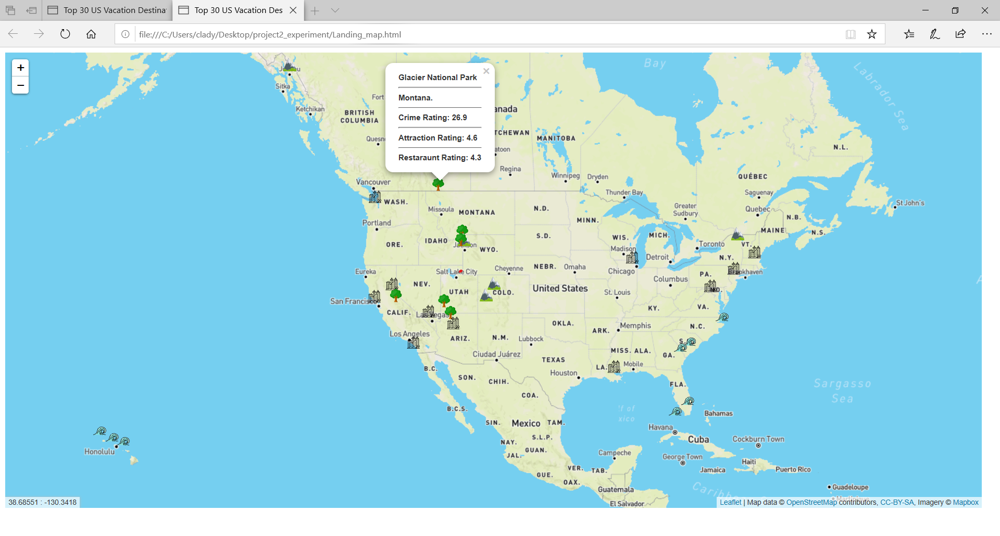 Top 30 US Vacation Destina
Top 30 US Vacation Des
file:///C:/Users/clady/Desktop/project2_experiment/Landing_map.html
+
−
Glacier National Park
Montana.
Crime Rating: 26.9
Attraction Rating: 4.6
Restaraunt Rating: 4.3
Bay
Labrador Sea
Sitka
Ketchikan
Fort
BRITISH
COLUMBIA
anada
Quesn
TCHEWAN
MANITOBA
atoon
N.L.
Regina
Winnipeg
Dryden
QUÉBEC
Vancouver
Thunder Bay
Saguenay
WASH.
St John's
Missoula
MONTANA
N.D.
Greater
Sudbury
Quebec
N.B.
Portland
MINN.
MAINE
N.S.
ORE.
IDAHO
S.D.
WIS.
MICH.
Toronto
VT.
Jackson
WYO.
Madison
Detroit
N.Y.
Eureka
Salt Lake City
Cheyenne
NEBR.
Omaha
Chicago
PA.
okhaven
NEV.
UTAH
COLO.
United States
Columbus
St. Louis
San Francisco
CALIF.
Las Vegas
KY.
VA.
OKLA.
ARK.
Memphis
N.C.
Los Angeles
ARIZ.
N.M.
Lubbock
MISS.
ALA.
GA.
Ciudad Juárez
TEXAS
LA.
Mobile
B.C.
SON.
CHIH.
Houston
FLA.
Sargasso
Sea
COA.
B.C.S.
Bahamas
SIN.
Mexico
TAM.
Havana
S.L.P.
Cuba
Cockburn Town
NAY.
GUAN.
JAL.
Honolulu
Campeche
George Town
Haiti
Jamaica
Puerto Rico
VER.
TAB.
GUE.
OAX.
Guatemala
Guadeloupe
El Salvador
38.68551 : -130.3418
Leaflet | Map data © OpenStreetMap contributors, CC-BY-SA, Imagery © Mapbox